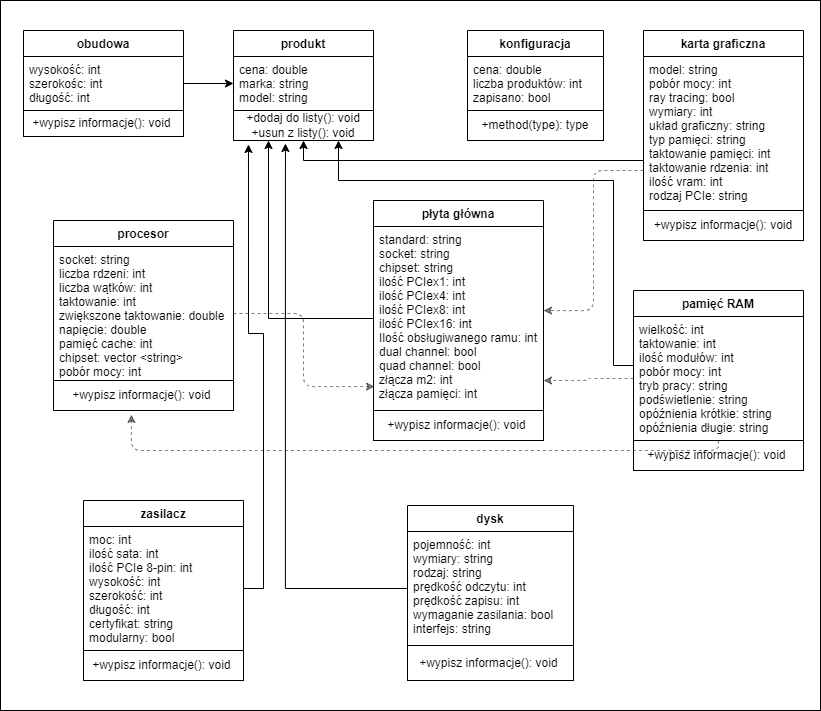 obudowa
wysokość: int
szerokośc: int
długość: int
+wypisz informacje(): void
produkt
cena: double
marka: string
model: string
+dodaj do listy(): void
+usun z listy(): void
konfiguracja
cena: double
liczba produktów: int
zapisano: bool
+method(type): type
karta graficzna
model: string
pobór mocy: int
ray tracing: bool
wymiary: int
układ graficzny: string
typ pamięci: string
taktowanie pamięci: int
taktowanie rdzenia: int
ilość vram: int
rodzaj PCIe: string
+wypisz informacje(): void
procesor
socket: string
liczba rdzeni: int
liczba wątków: int
taktowanie: int
zwiększone taktowanie: double
napięcie: double
pamięć cache: int
chipset: vector <string>
pobór mocy: int
+wypisz informacje(): void
płyta główna
standard: string
socket: string
chipset: string
ilość PCIex1: int
ilość PCIex4: int
ilość PCIex8: int
ilość PCIex16: int
Ilość obsługiwanego ramu: int
dual channel: bool
quad channel: bool
złącza m2: int
złącza pamięci: int
+wypisz informacje(): void
pamięć RAM
wielkość: int
taktowanie: int
ilość modułów: int
pobór mocy: int
tryb pracy: string
podświetlenie: string
opóźnienia krótkie: string
opóźnienia długie: string
+wypisz informacje(): void
zasilacz
moc: int
ilość sata: int
ilość PCIe 8-pin: int
wysokość: int
szerokość: int
długość: int
certyfikat: string
modularny: bool
+wypisz informacje(): void
dysk
pojemność: int
wymiary: string
rodzaj: string
prędkość odczytu: int
prędkość zapisu: int
wymaganie zasilania: bool
interfejs: string
+wypisz informacje(): void